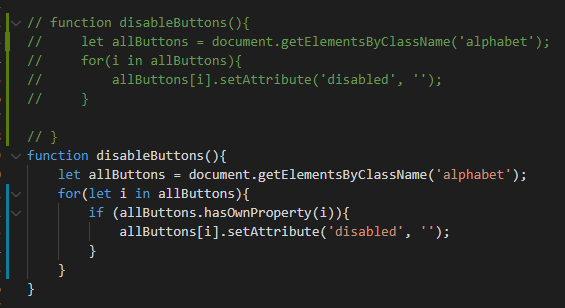 // function disableButtons(){
//     let allButtons = document.getElementsByClassName('alphabet');
//     for(i in allButtons){
//         allButtons[i].setAttribute('disabled', '');
//     }
// }
function disableButtons(){
    let allButtons = document.getElementsByClassName('alphabet');
    for(let i in allButtons){
        if (allButtons.hasOwnProperty(i)){
            allButtons[i].setAttribute('disabled', '');
        }
    }
}